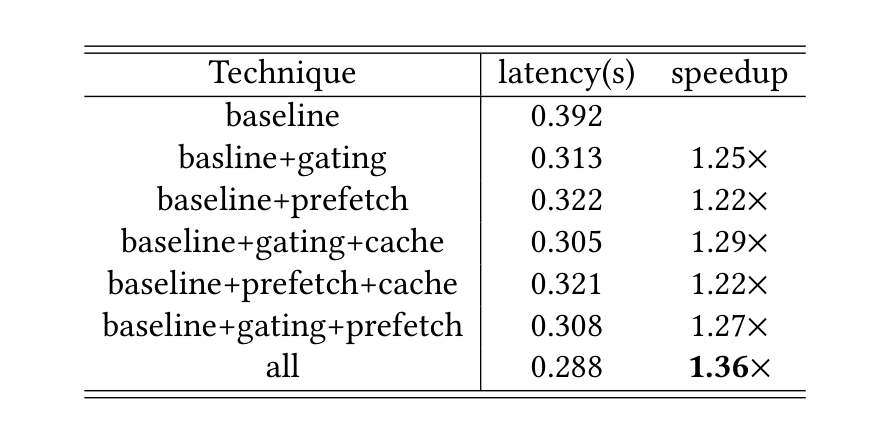 Technique latency(s) speedup
baseline 0.392
basline+gating 0.313 1.25×
baseline+prefetch 0.322 1.22×
baseline+gating+cache 0.305 1.29×
baseline+prefetch+cache 0.321 1.22×
baseline+gating+prefetch 0.308 1.27×
all 0.288 1.36×